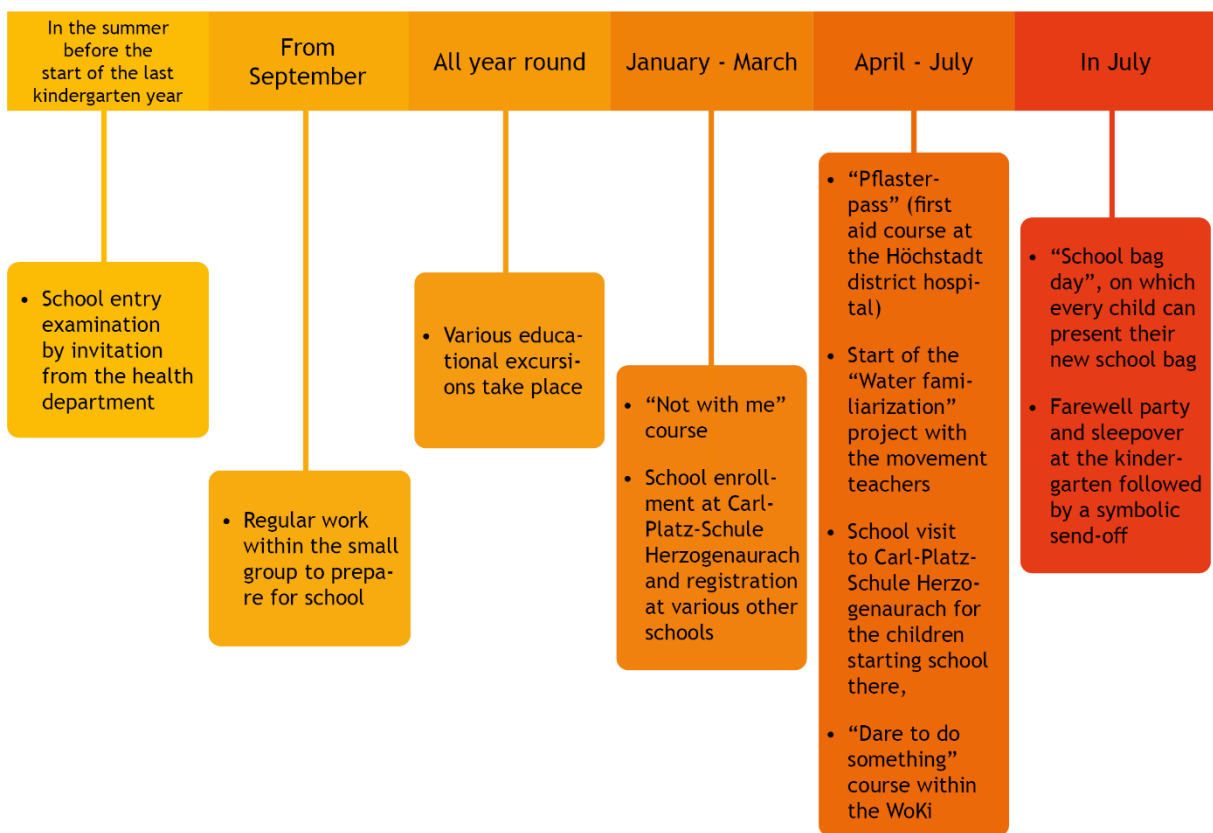 In the summer
before the
start of the last
kindergarten year
From
September
All year round
January - March
April - July
In July
• School entry
examination
by invitation
from the health
department
• Regular work
within the small
group to prepa-
re for school
• Various educa-
tional excursi-
ons take place
• “Not with me”
course
• School enroll-
ment at Carl-
Platz-Schule
Herzogenaurach
and registration
at various other
schools
• “Pflaster-
pass” (first
aid course at
the Höchstadt
district hospi-
tal)
• Start of the
“Water fami-
liarization”
project with
the movement
teachers
• School visit
to Carl-Platz-
Schule Herzo-
genaurach for
the children
starting school
there,
• “Dare to do
something”
course within
the WoKi
• “School bag
day”, on which
every child can
present their
new school bag
• Farewell party
and sleepover
at the kinder-
garten followed
by a symbolic
send-off